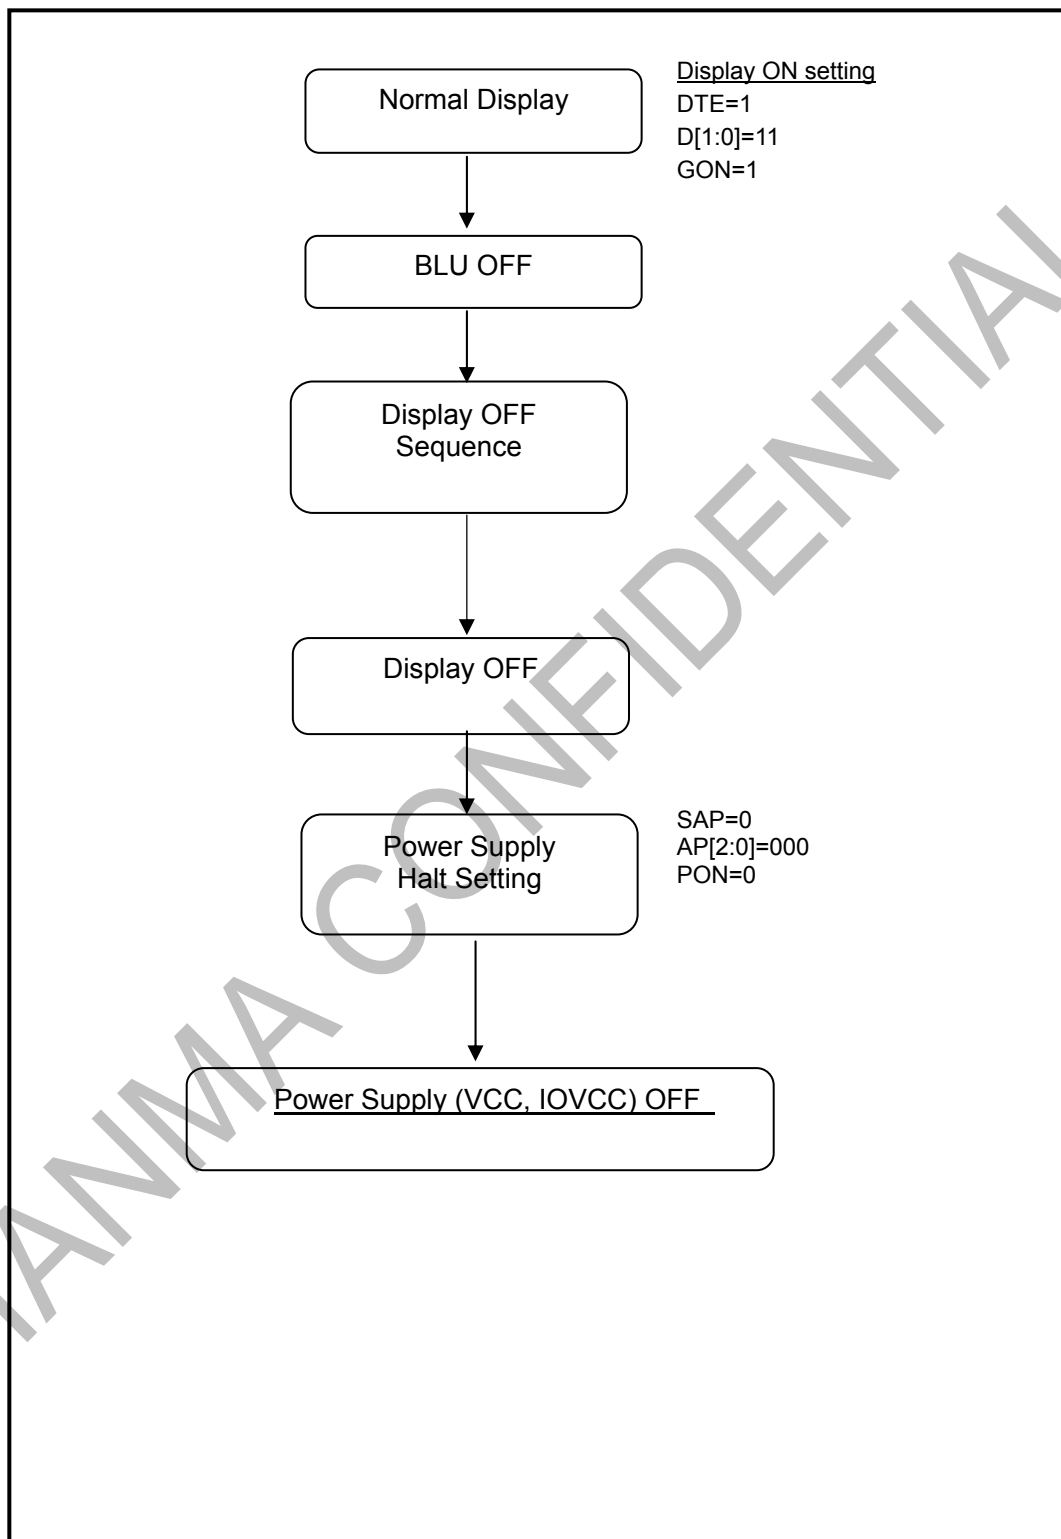 Normal Display
Display ON setting
DTE=1
D[1:0]=11
GON=1
BLU OFF
Display OFF
Sequence
Display OFF
Power Supply
Halt Setting
SAP=0
AP[2:0]=000
PON=0
Power Supply (VCC, IOVCC) OFF
IANMA CONFIDENTIAL